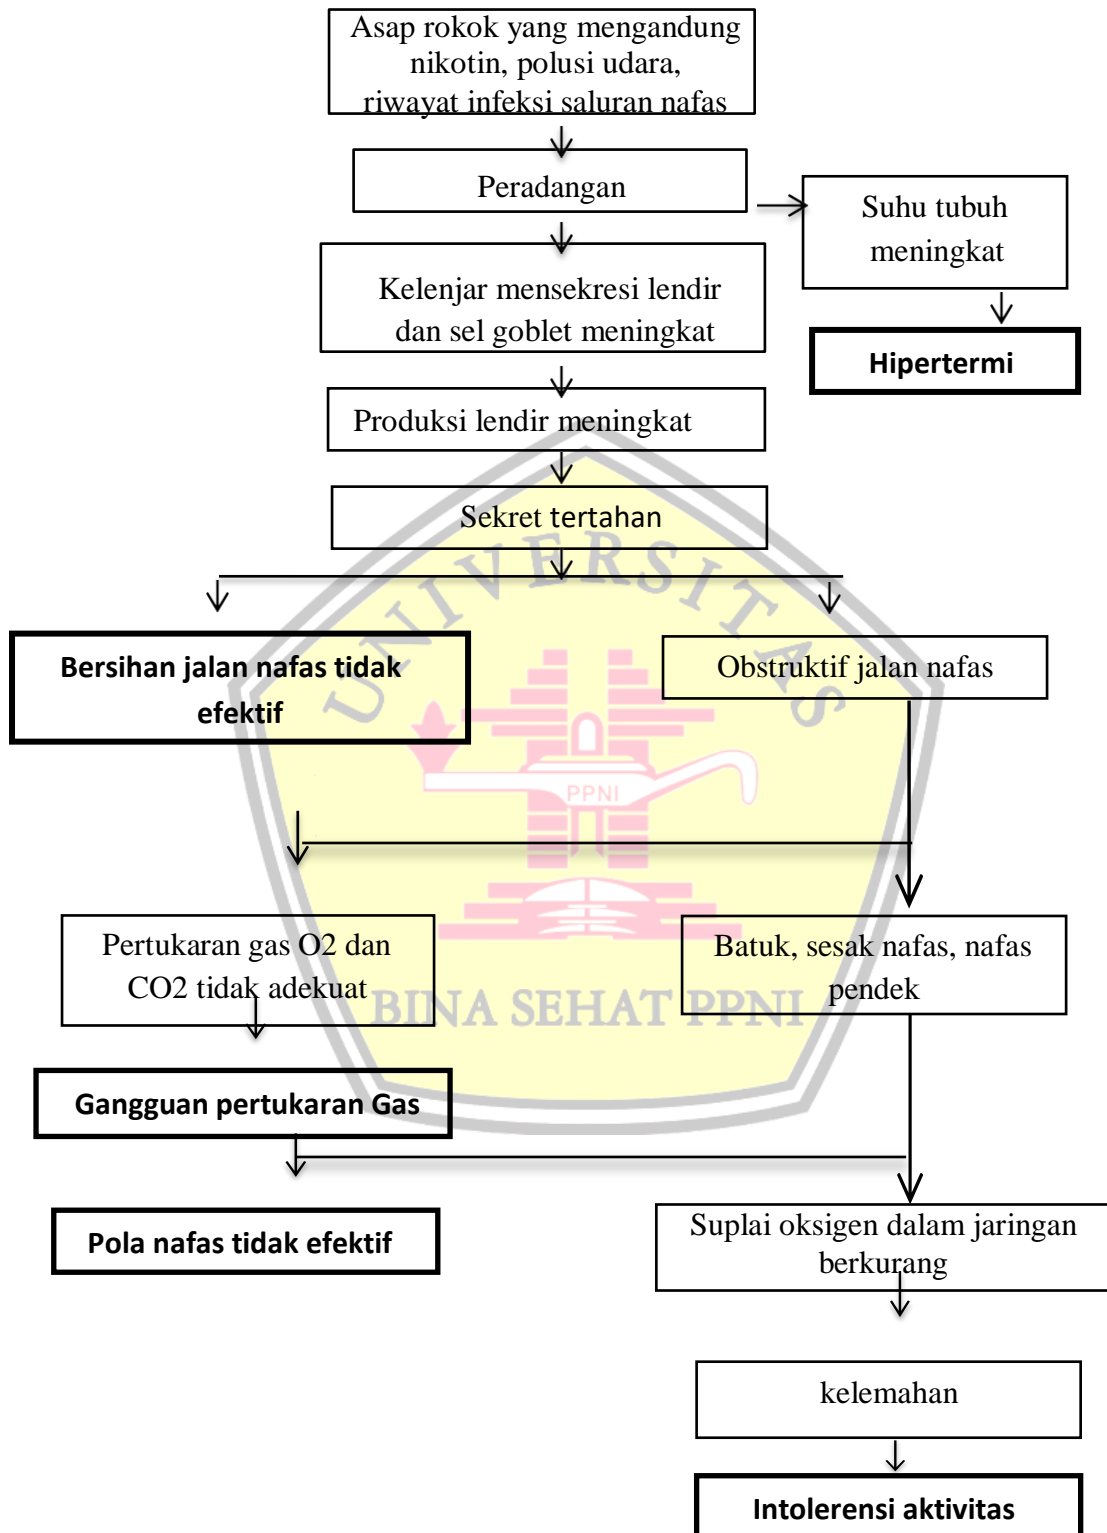 Asap rokok yang mengandung
nikotin, polusi udara,
riwayat infeksi saluran nafas
Peradangan
Suhu tubuh
meningkat
Kelenjar mensekresi lendir
dan sel goblet meningkat
Hipertermi
Produksi lendir meningkat
Sekret tertahan
UNIVERSITAS
Bersihan jalan nafas tidak
efektif
Obstruktif jalan nafas
PPNI
Pertukaran gas O2 dan
CO2 tidak adekuat
Batuk, sesak nafas, nafas
pendek
BINA SEHAT PPNI
Gangguan pertukaran Gas
Pola nafas tidak efektif
Suplai oksigen dalam jaringan
berkurang
kelemahan
Intolerensi aktivitas